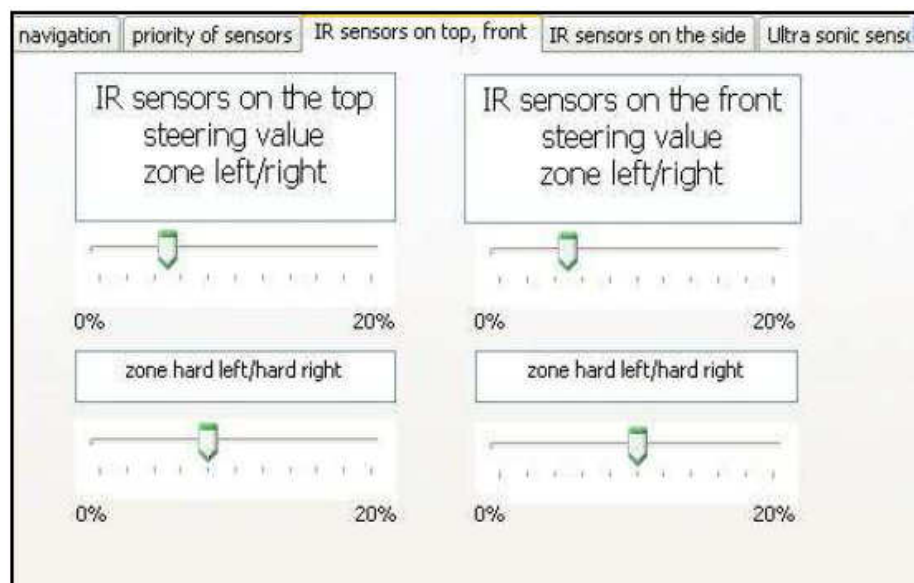 navigation
priority of sensors
IR sensors on top, front
IR sensors on the side
Ultra sonic
IR sensors on the top
steering value
zone left/right
IR sensors on the front
steering value
zone left/right
0%
20%
0%
20%
zone hard left/hard right
zone hard left/hard right
0%
20%
0%
20%